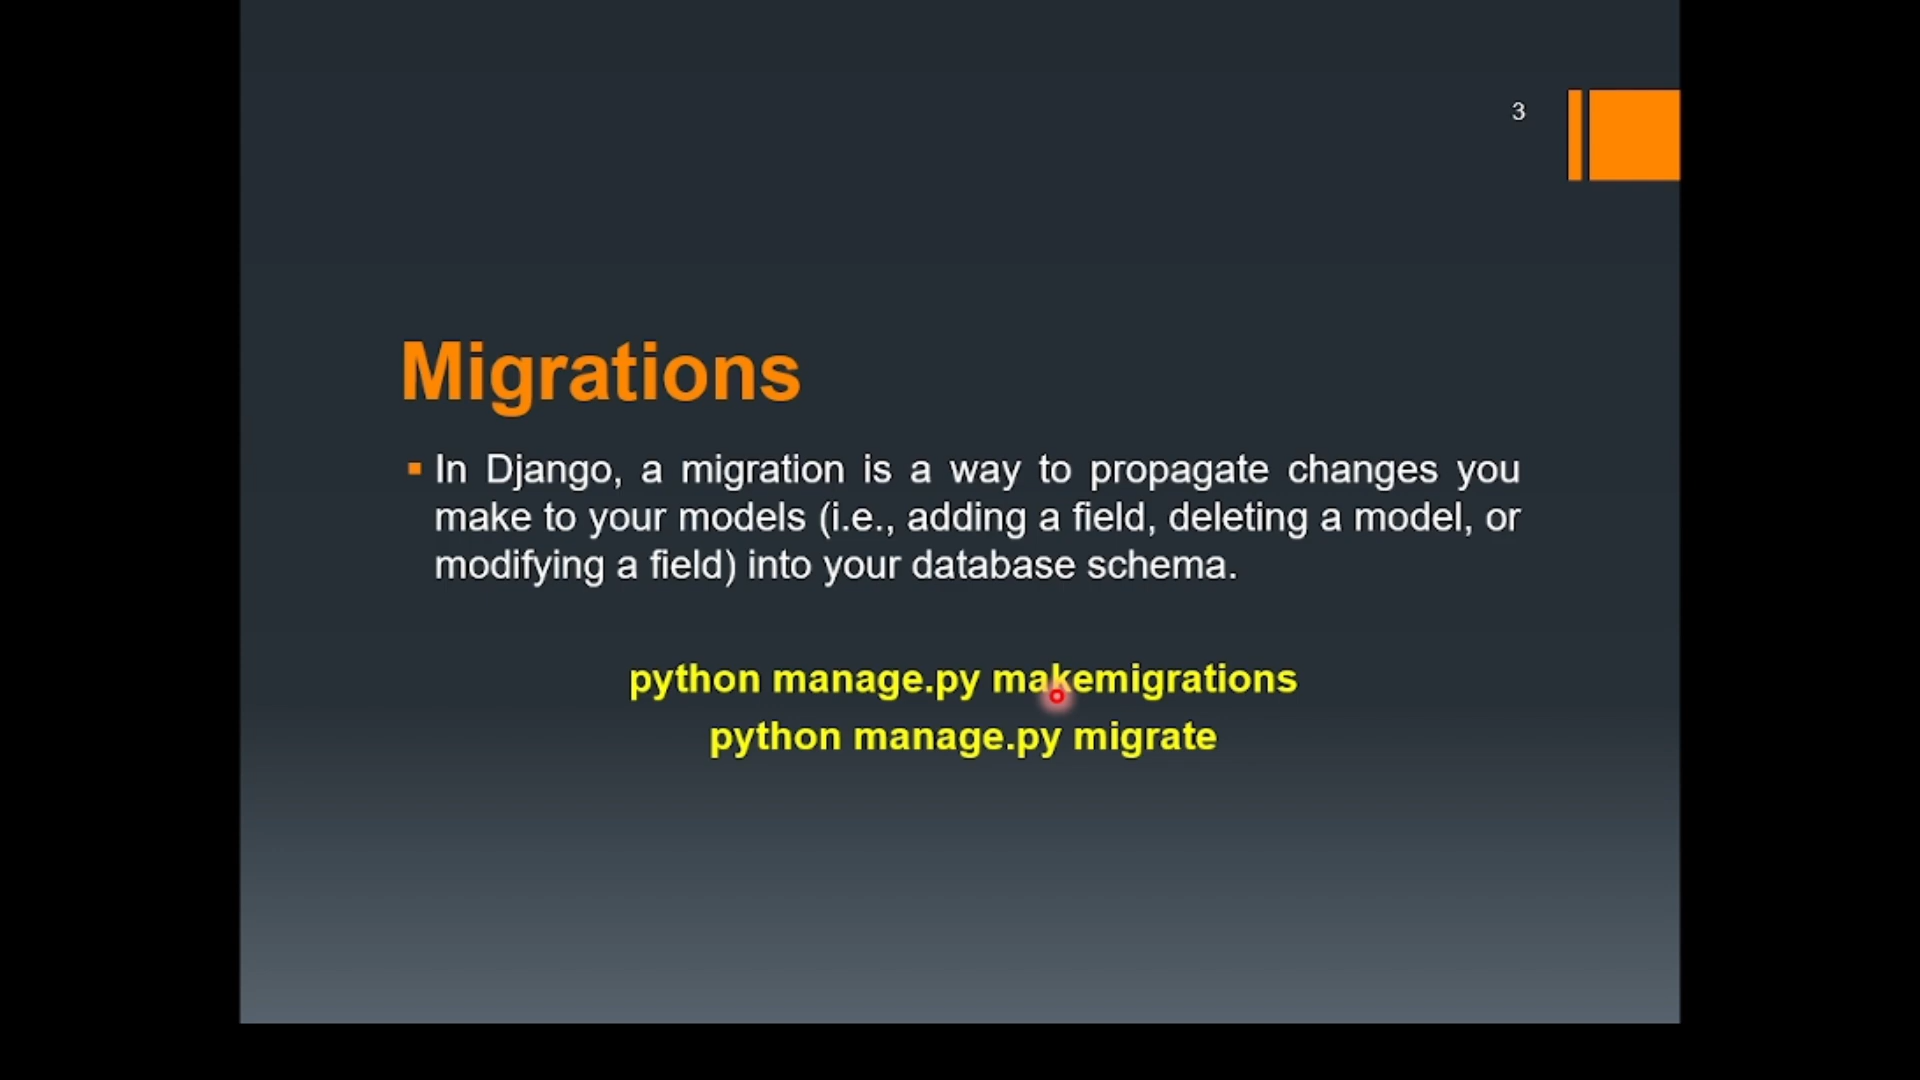 3
Migrations
In Django, a migration is a way to propagate changes you
make to your models (i.e., adding a field, deleting a model, or
modifying a field) into your database schema.
python manage.py makemigrations
python manage.py migrate